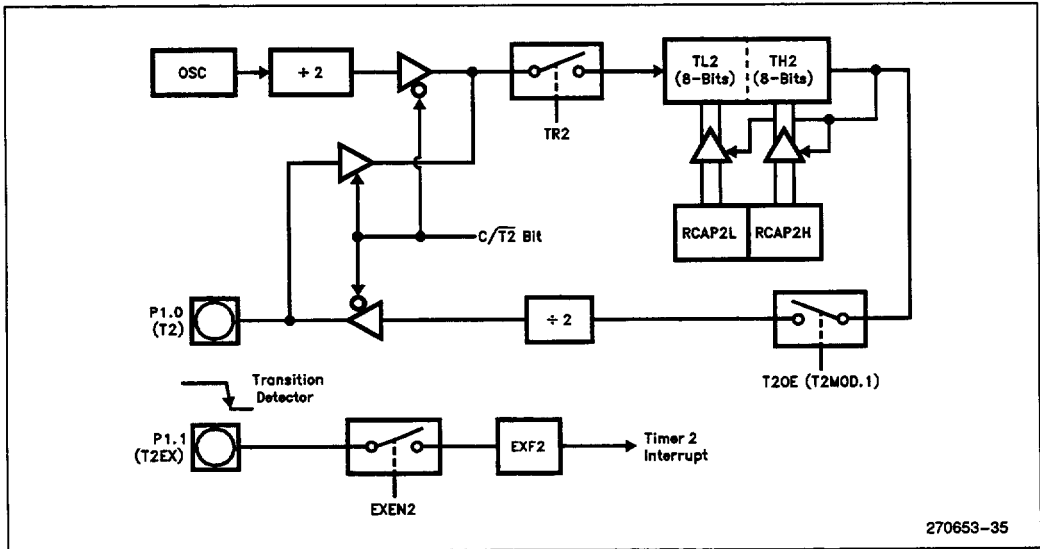 OSC
÷ 2
TR2
TL2
(8-Bits)
TH2
(8-Bits)
C/T2 Bit
RCAP2L
RCAP2H
P1.0
(T2)
÷ 2
T2OE (T2MOD.1)
Transition
Detector
P1.1
(T2EX)
EXEN2
EXF2
Timer 2
Interrupt
270653-35